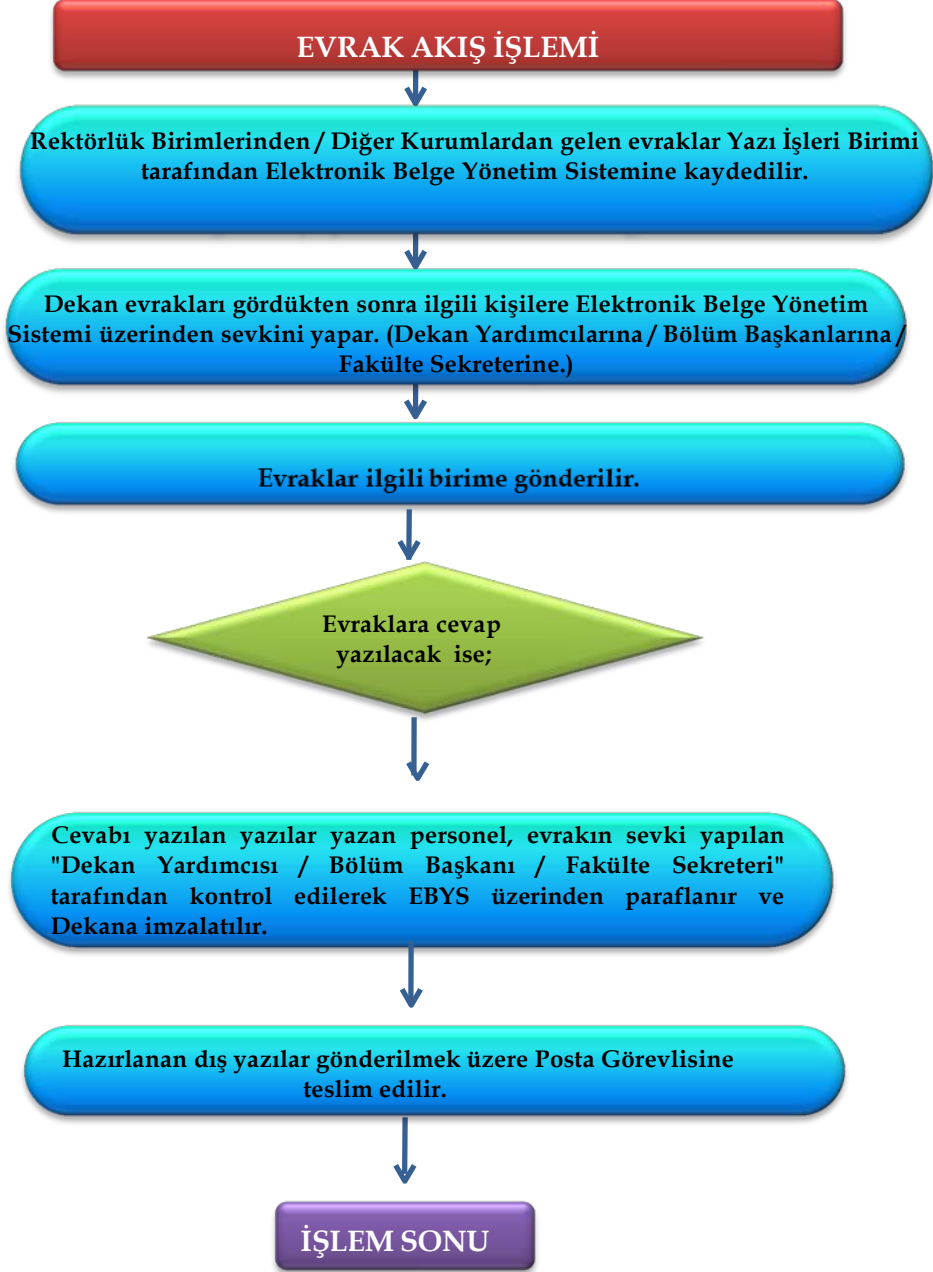 EVRAK AKIŞ İŞLEMİ
Rektörlük Birimlerinden / Diğer Kurumlardan gelen evraklar Yazı İşleri Birimi
tarafından Elektronik Belge Yönetim Sistemine kaydedilir.
Dekan evrakları gördükten sonra ilgili kişilere Elektronik Belge Yönetim
Sistemi üzerinden sevkini yapar. (Dekan Yardımcılarına / Bölüm Başkanlarına /
Fakülte Sekreterine.)
Evraklar ilgili birime gönderilir.
Evraklara cevap
yazılacak ise;
Cevabı yazılan yazılar yazan personel, evrakın sevki yapılan
"Dekan Yardımcısı / Bölüm Başkanı / Fakülte Sekreteri"
tarafından kontrol edilerek EBYS üzerinden paraflanır ve
Dekana imzalatılır.
Hazırlanan dış yazılar gönderilmek üzere Posta Görevlisine
teslim edilir.
İŞLEM SONU